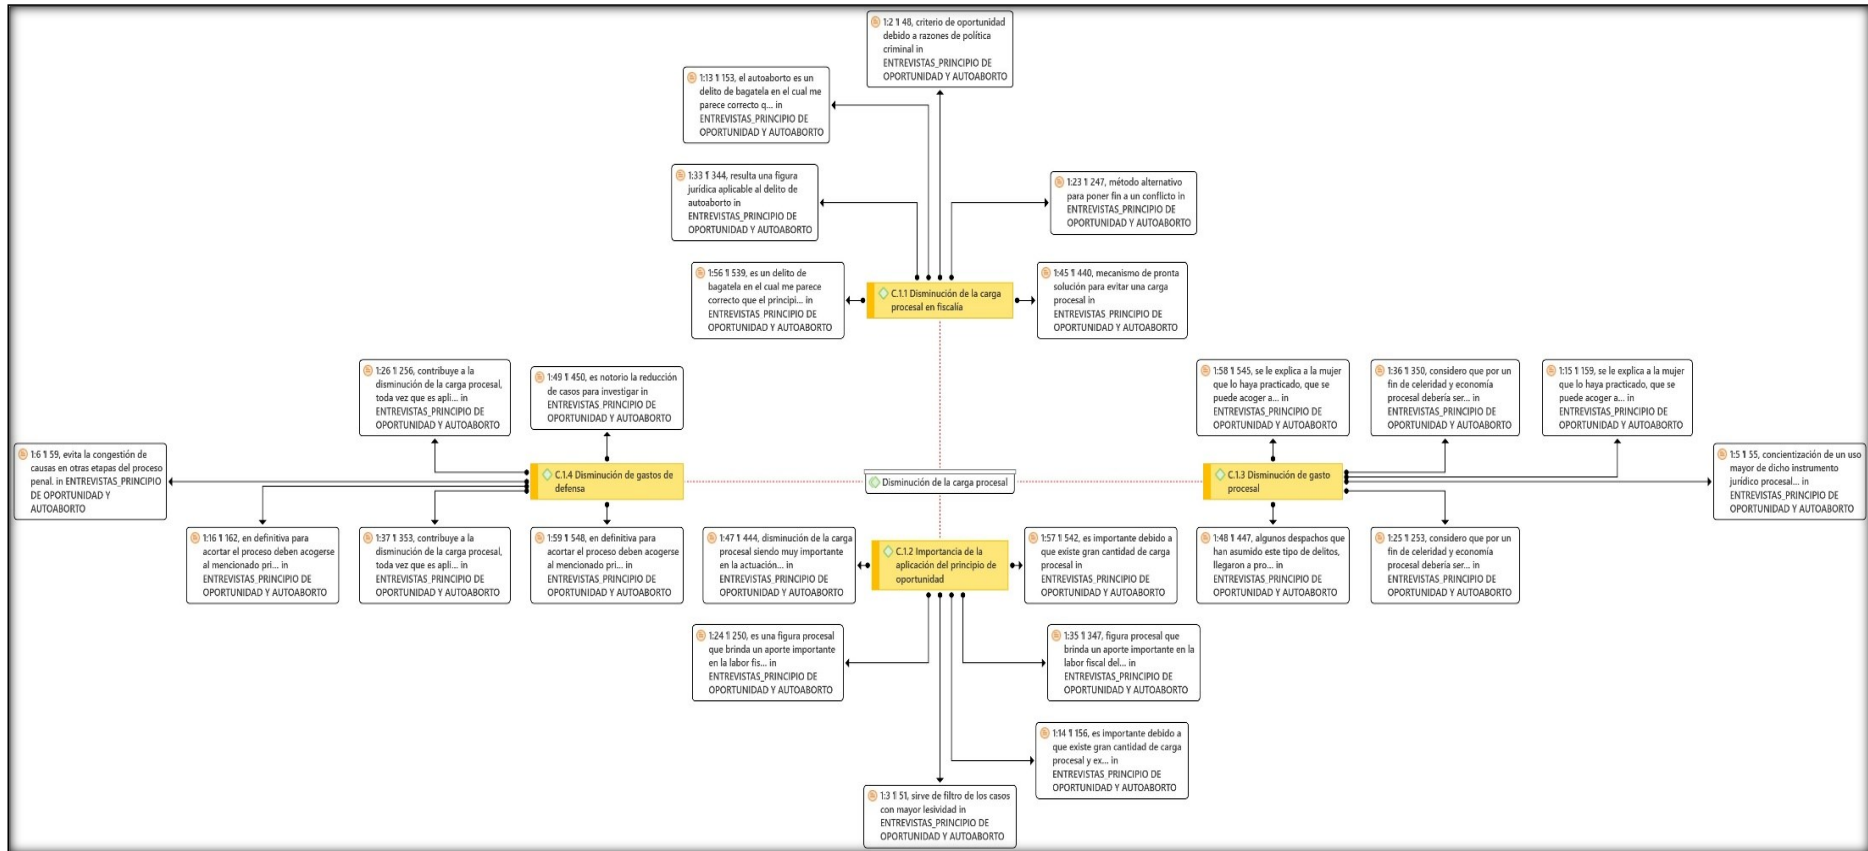 1:2 ¶ 48, criterio de oportunidad
debido a razones de política
criminal in
ENTREVISTAS_PRINCIPIO DE
OPORTUNIDAD Y AUTOABORTO
1:13 ¶ 153, el autoaborto es un
delito de bagatela en el cual me
parece correcto q... in
ENTREVISTAS_PRINCIPIO DE
OPORTUNIDAD Y AUTOABORTO
1:33 ¶ 344, resulta una figura
jurídica aplicable al delito de
autoaborto in
ENTREVISTAS_PRINCIPIO DE
OPORTUNIDAD Y AUTOABORTO
1:23 ¶ 247, método alternativo
para poner fin a un conflicto in
ENTREVISTAS_PRINCIPIO DE
OPORTUNIDAD Y AUTOABORTO
1:56 ¶ 539, es un delito de
bagatela en el cual me parece
correcto que el principi... in
ENTREVISTAS_PRINCIPIO DE
OPORTUNIDAD Y AUTOABORTO
C.1.1 Disminución de la carga
procesal en fiscalía
1:45 ¶ 440, mecanismo de pronta
solución para evitar una carga
procesal in
ENTREVISTAS_PRINCIPIO DE
OPORTUNIDAD Y AUTOABORTO
1:26 ¶ 256, contribuye a la
disminución de la carga procesal,
toda vez que es apli... in
ENTREVISTAS_PRINCIPIO DE
OPORTUNIDAD Y AUTOABORTO
1:49 ¶ 450, es notorio la reducción
de casos para investigar in
ENTREVISTAS_PRINCIPIO DE
OPORTUNIDAD Y AUTOABORTO
1:58 ¶ 545, se le explica a la mujer
que lo haya practicado, que se
puede acoger a... in
ENTREVISTAS_PRINCIPIO DE
OPORTUNIDAD Y AUTOABORTO
1:36 ¶ 350, considero que por un
fin de celeridad y economía
procesal debería ser... in
ENTREVISTAS_PRINCIPIO DE
OPORTUNIDAD Y AUTOABORTO
1:15 ¶ 159, se le explica a la mujer
que lo haya practicado, que se
puede acoger a... in
ENTREVISTAS_PRINCIPIO DE
OPORTUNIDAD Y AUTOABORTO
1:6 ¶ 59, evita la congestión de
causas en otras etapas del proceso
penal. in ENTREVISTAS_PRINCIPIO
DE OPORTUNIDAD Y
AUTOABORTO
C.1.4 Disminución de gastos de
defensa
Disminución de la carga procesal
C.1.3 Disminución de gasto
procesal
1:5 ¶ 55, concientización de un uso
mayor de dicho instrumento
jurídico procesal... in
ENTREVISTAS_PRINCIPIO DE
OPORTUNIDAD Y AUTOABORTO
1:16 ¶ 162, en definitiva para
acortar el proceso deben acogerse
al mencionado pri... in
ENTREVISTAS_PRINCIPIO DE
OPORTUNIDAD Y AUTOABORTO
1:37 ¶ 353, contribuye a la
disminución de la carga procesal,
toda vez que es apli... in
ENTREVISTAS_PRINCIPIO DE
OPORTUNIDAD Y AUTOABORTO
1:59 ¶ 548, en definitiva para
acortar el proceso deben acogerse
al mencionado pri... in
ENTREVISTAS_PRINCIPIO DE
OPORTUNIDAD Y AUTOABORTO
1:47 ¶ 444, disminución de la carga
procesal siendo muy importante
en la actuación... in
ENTREVISTAS_PRINCIPIO DE
OPORTUNIDAD Y AUTOABORTO
C.1.2 Importancia de la
aplicación del principio de
oportunidad
1:57 ¶ 542, es importante debido a
que existe gran cantidad de carga
procesal in
ENTREVISTAS_PRINCIPIO DE
OPORTUNIDAD Y AUTOABORTO
1:48 ¶ 447, algunos despachos que
han asumido este tipo de delitos,
llegaron a pro... in
ENTREVISTAS_PRINCIPIO DE
OPORTUNIDAD Y AUTOABORTO
1:25 ¶ 253, considero que por un
fin de celeridad y economía
procesal debería ser... in
ENTREVISTAS_PRINCIPIO DE
OPORTUNIDAD Y AUTOABORTO
1:24 ¶ 250, es una figura procesal
que brinda un aporte importante
en la labor fis... in
ENTREVISTAS_PRINCIPIO DE
OPORTUNIDAD Y AUTOABORTO
1:35 ¶ 347, figura procesal que
brinda un aporte importante en la
labor fiscal del... in
ENTREVISTAS_PRINCIPIO DE
OPORTUNIDAD Y AUTOABORTO
1:14 ¶ 156, es importante debido a
que existe gran cantidad de carga
procesal y ex... in
ENTREVISTAS_PRINCIPIO DE
OPORTUNIDAD Y AUTOABORTO
1:3 ¶ 51, sirve de filtro de los casos
con mayor lesividad in
ENTREVISTAS_PRINCIPIO DE
OPORTUNIDAD Y AUTOABORTO